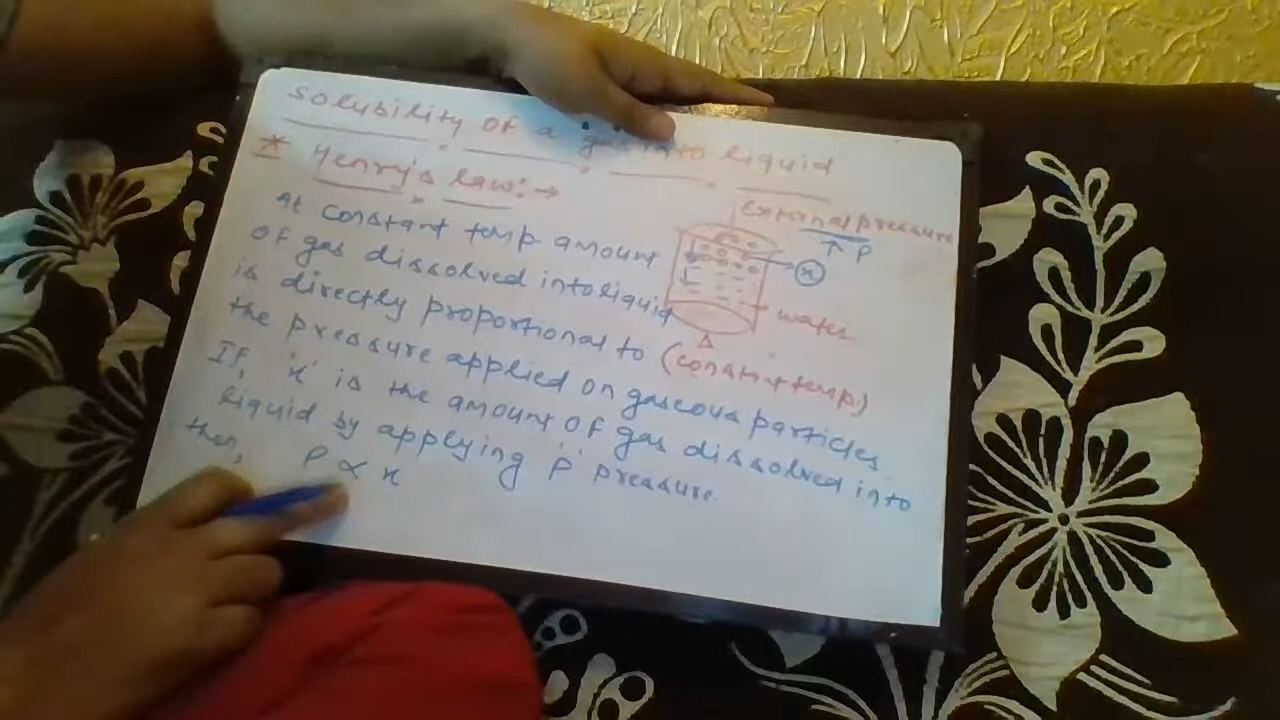 Solubility of a gas into liquid
* Henry's law:→
At constant temp. amount
of gas dissolved into liquid
is directly proportional to
the pressure applied on gaseous particles
If, 'x' is the amount of gas dissolved into
liquid by applying 'p' pressure.
then, P ∝ x
External pressure
↑ P
x
water
Δ
(constant temp)